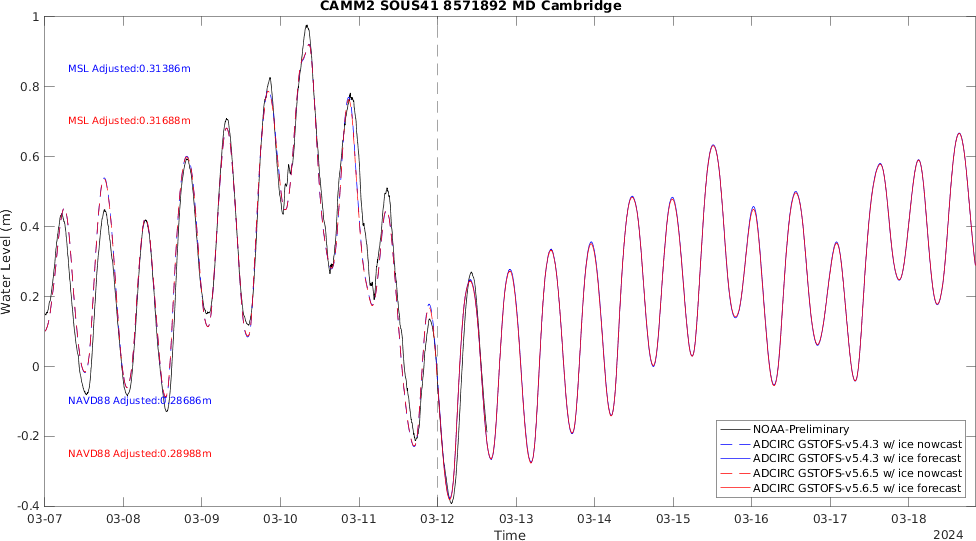 CAMM2 SOUS41 8571892 MD Cambridge
1
0.8
0.6
0.4
0.2
0
-0.2
-0.4
Water Level (m)
MSL Adjusted:0.31386m
MSL Adjusted:0.31688m
NAVD88 Adjusted:0.28686m
NAVD88 Adjusted:0.28988m
NOAA-Preliminary
ADCIRC GSTOFS-v5.4.3 w/ ice nowcast
ADCIRC GSTOFS-v5.4.3 w/ ice forecast
ADCIRC GSTOFS-v5.6.5 w/ ice nowcast
ADCIRC GSTOFS-v5.6.5 w/ ice forecast
03-07 03-08 03-09 03-10 03-11 03-12 03-13 03-14 03-15 03-16 03-17 03-18
Time
2024